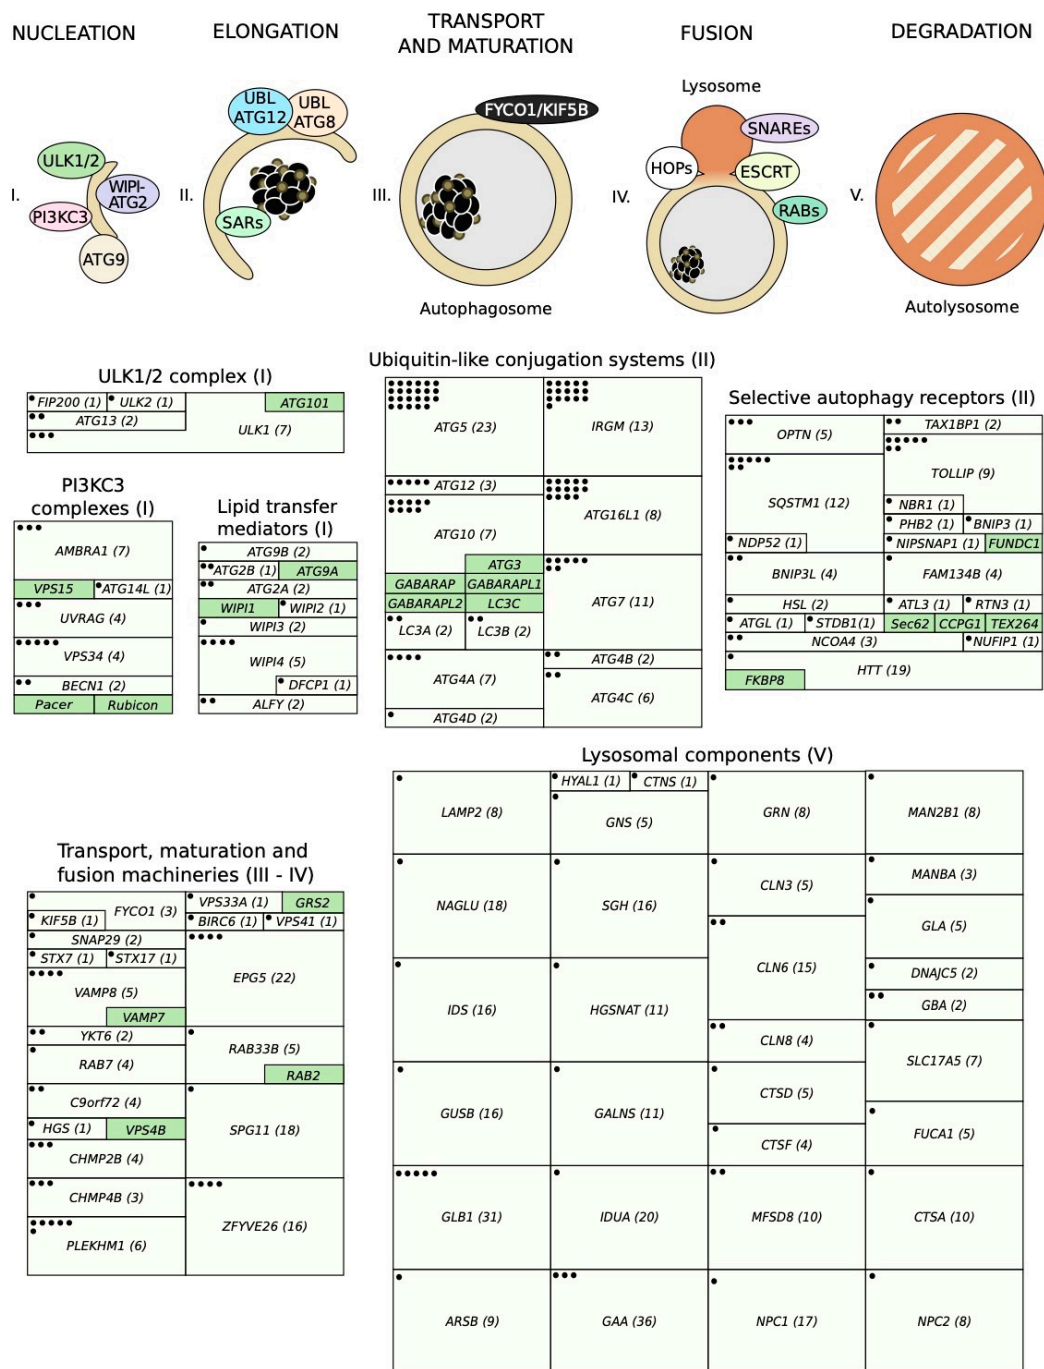 NUCLEATION
ELONGATION
TRANSPORT
AND MATURATION
FUSION
DEGRADATION
ULK1/2
I.
WIPI-
ATG2
PI3KC3
ATG9
UBL
ATG12
UBL
ATG8
II.
SARs
FYCO1/KIF5B
III.
Autophagosome
Lysosome
SNAREs
HOPs
ESCRT
IV.
RABs
V.
Autolysosome
ULK1/2 complex (I)
FIP200 (1)
ULK2 (1)
ATG101
ATG13 (2)
ULK1 (7)
PI3KC3
complexes (I)
AMBRA1 (7)
VPS15
ATG14L (1)
UVRAG (4)
VPS34 (4)
BECN1 (2)
Pacer
Rubicon
Lipid transfer
mediators (I)
ATG9B (2)
ATG2B (1)
ATG9A
ATG2A (2)
WIPI1
WIPI2 (1)
WIPI3 (2)
WIPI4 (5)
DFCP1 (1)
ALFY (2)
Ubiquitin-like conjugation systems (II)
ATG5 (23)
IRGM (13)
ATG12 (3)
ATG10 (7)
ATG16L1 (8)
ATG3
GABARAP
GABARAPL1
GABARAPL2
LC3C
LC3A (2)
LC3B (2)
ATG7 (11)
ATG4A (7)
ATG4B (2)
ATG4C (6)
ATG4D (2)
Selective autophagy receptors (II)
OPTN (5)
TAX1BP1 (2)
SQSTM1 (12)
TOLLIP (9)
NBR1 (1)
PHB2 (1)
BNIP3 (1)
NDP52 (1)
NIPSNAP1 (1)
FUNDC1
BNIP3L (4)
FAM134B (4)
HSL (2)
ATL3 (1)
RTN3 (1)
ATGL (1)
STDB1(1)
Sec62
CCPG1
TEX264
NCOA4 (3)
NUFIP1 (1)
HTT (19)
FKBP8
Transport, maturation and
fusion machineries (III - IV)
FYCO1 (3)
KIF5B (1)
VPS33A (1)
GRS2
BIRC6 (1)
VPS41 (1)
SNAP29 (2)
STX7 (1)
STX17 (1)
EPG5 (22)
VAMP8 (5)
VAMP7
YKT6 (2)
RAB7 (4)
RAB33B (5)
RAB2
C9orf72 (4)
HGS (1)
VPS4B
SPG11 (18)
CHMP2B (4)
CHMP4B (3)
ZFYVE26 (16)
PLEKHM1 (6)
Lysosomal components (V)
LAMP2 (8)
HYAL1 (1)
CTNS (1)
GNS (5)
GRN (8)
MAN2B1 (8)
NAGLU (18)
SGH (16)
CLN3 (5)
MANBA (3)
GLA (5)
CLN6 (15)
IDS (16)
HGSNAT (11)
DNAJC5 (2)
GBA (2)
CLN8 (4)
SLC17A5 (7)
GUSB (16)
GALNS (11)
CTSD (5)
CTSF (4)
FUCA1 (5)
GLB1 (31)
IDUA (20)
MFSD8 (10)
CTSA (10)
ARSB (9)
GAA (36)
NPC1 (17)
NPC2 (8)